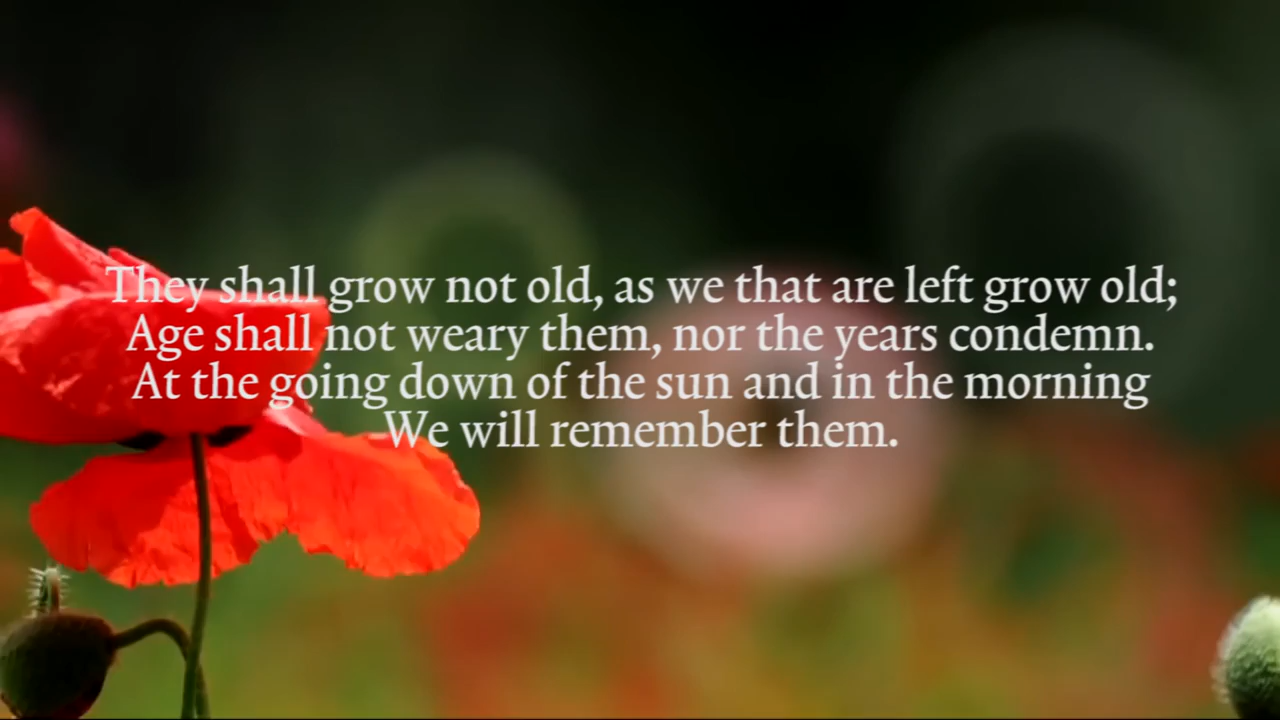 They shall grow not old, as we that are left grow old;
Age shall not weary them, nor the years condemn.
At the going down of the sun and in the morning
We will remember them.